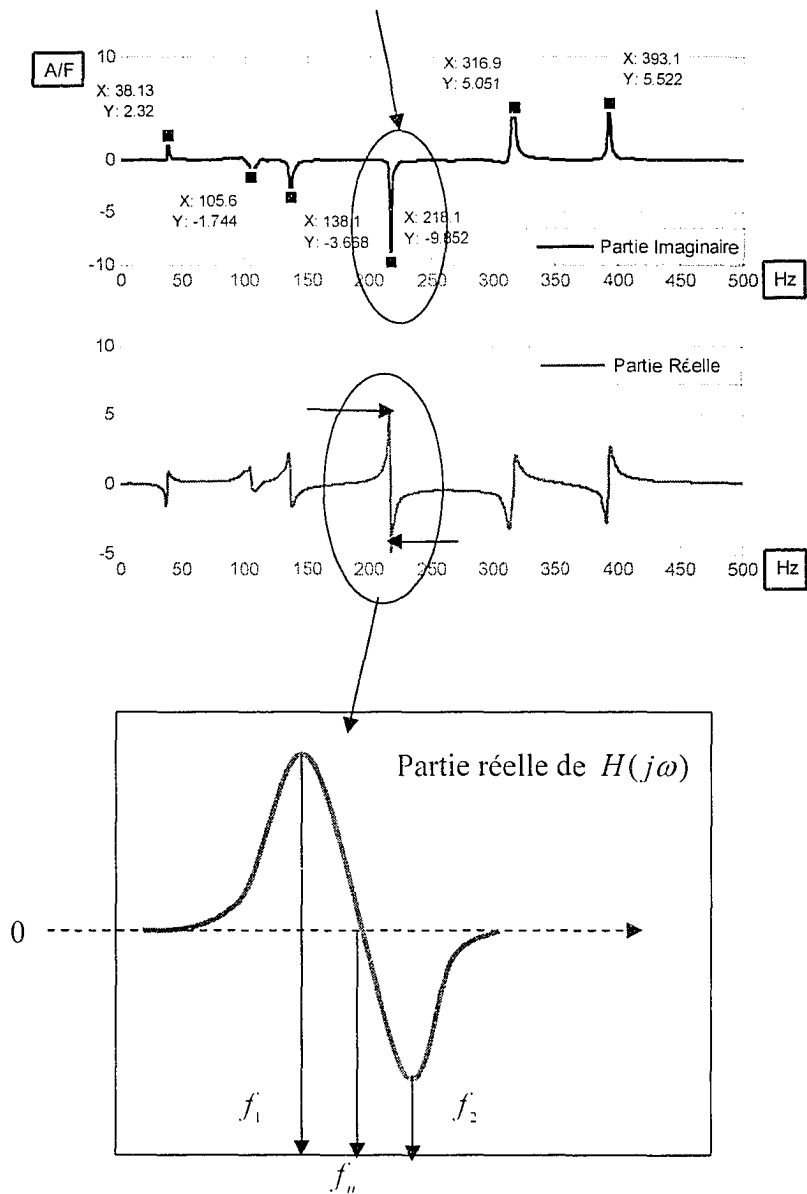 A/F
10
0
-5
-10
X: 38.13
Y: 2.32
X: 105.6
Y: -1.744
X: 138.1
Y: -3.668
X: 218.1
Y: -9.852
X: 316.9
Y: 5.051
X: 393.1
Y: 5.522
Partie Imaginaire
0 50 100 150 200 250 300 350 400 450 500 Hz
10
5
0
-5
Partie Réelle
0 50 100 150 200 250 300 350 400 450 500 Hz
Partie réelle de H(jω)
0
f₁ f₂
fₙ